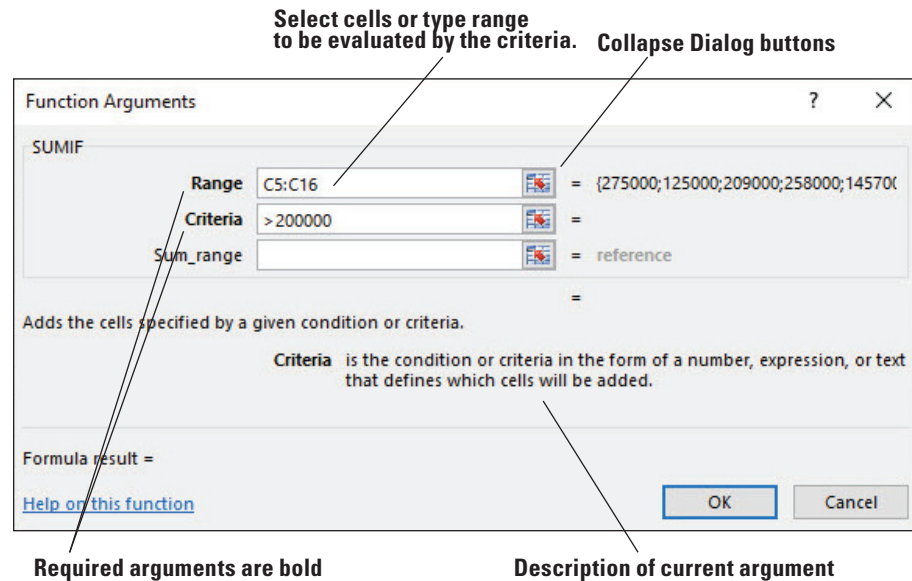 Select cells or type range
to be evaluated by the criteria.
Collapse Dialog buttons
Function Arguments
? ×
SUMIF
Range C5:C16 = {275000;125000;209000;258000;14570(
Criteria >200000 =
Sum_range = reference
=
Adds the cells specified by a given condition or criteria.
Criteria is the condition or criteria in the form of a number, expression, or text
that defines which cells will be added.
Formula result =
Help on this function
OK Cancel
Required arguments are bold
Description of current argument